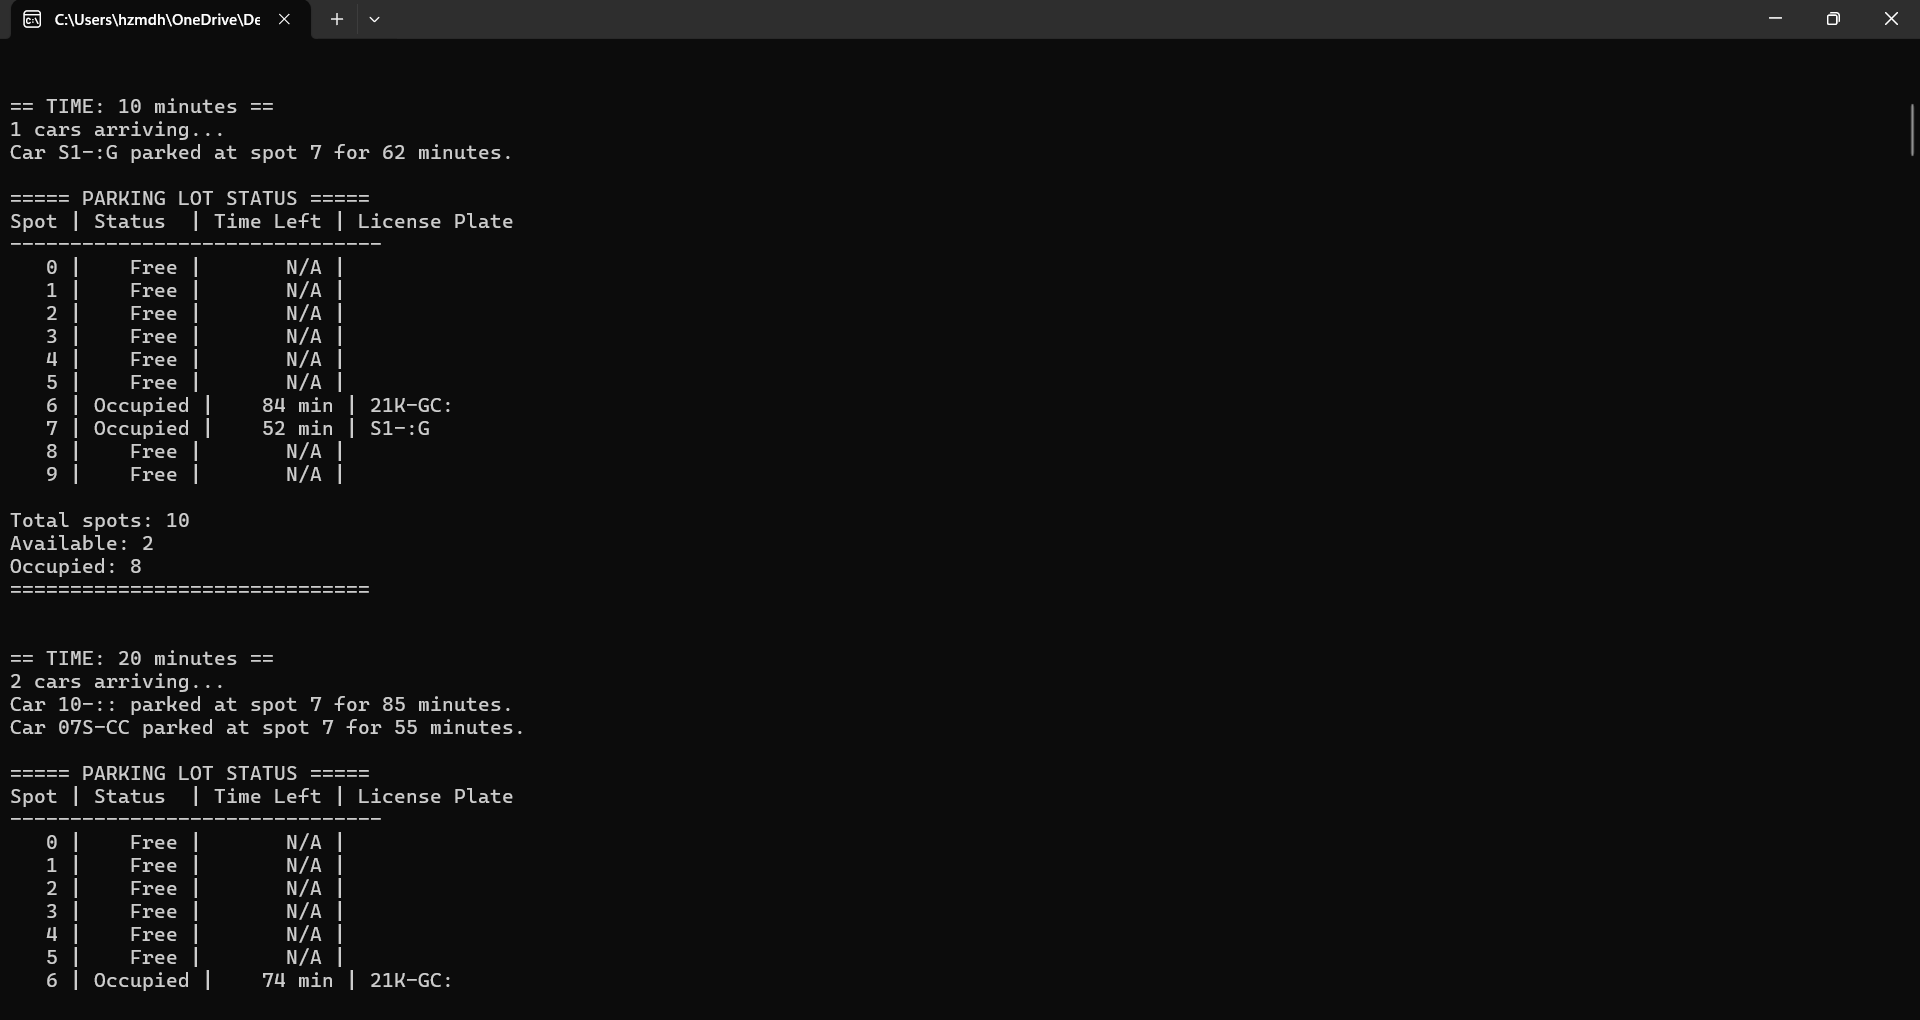 C:\Users\hzmdh\OneDrive\De
== TIME: 10 minutes ==
1 cars arriving...
Car S1-:G parked at spot 7 for 62 minutes.
===== PARKING LOT STATUS =====
Spot | Status  | Time Left | License Plate
-------------------------------
   0 |    Free |       N/A |
   1 |    Free |       N/A |
   2 |    Free |       N/A |
   3 |    Free |       N/A |
   4 |    Free |       N/A |
   5 |    Free |       N/A |
   6 | Occupied |    84 min | 21K-GC:
   7 | Occupied |    52 min | S1-:G
   8 |    Free |       N/A |
   9 |    Free |       N/A |
Total spots: 10
Available: 2
Occupied: 8
==============================
== TIME: 20 minutes ==
2 cars arriving...
Car 10-:: parked at spot 7 for 85 minutes.
Car 07S-CC parked at spot 7 for 55 minutes.
===== PARKING LOT STATUS =====
Spot | Status  | Time Left | License Plate
-------------------------------
   0 |    Free |       N/A |
   1 |    Free |       N/A |
   2 |    Free |       N/A |
   3 |    Free |       N/A |
   4 |    Free |       N/A |
   5 |    Free |       N/A |
   6 | Occupied |    74 min | 21K-GC: